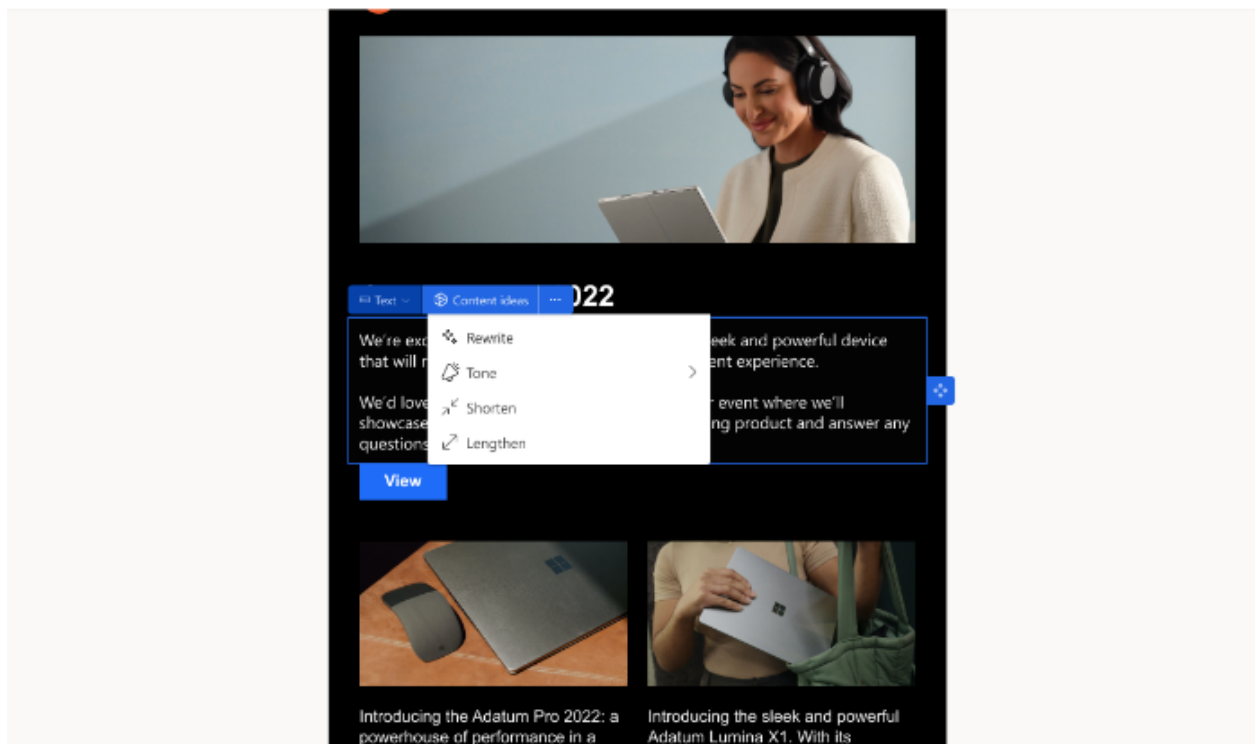 022
Text
Content ideas
...
Rewrite
Tone
Shorten
Lengthen
We're exc
eek and powerful device
that will r
ent experience.
We'd love
event where we'll
showcase
ng product and answer any
questions
View
Introducing the Adatum Pro 2022: a
powerhouse of performance in a
Introducing the sleek and powerful
Adatum Lumina X1. With its